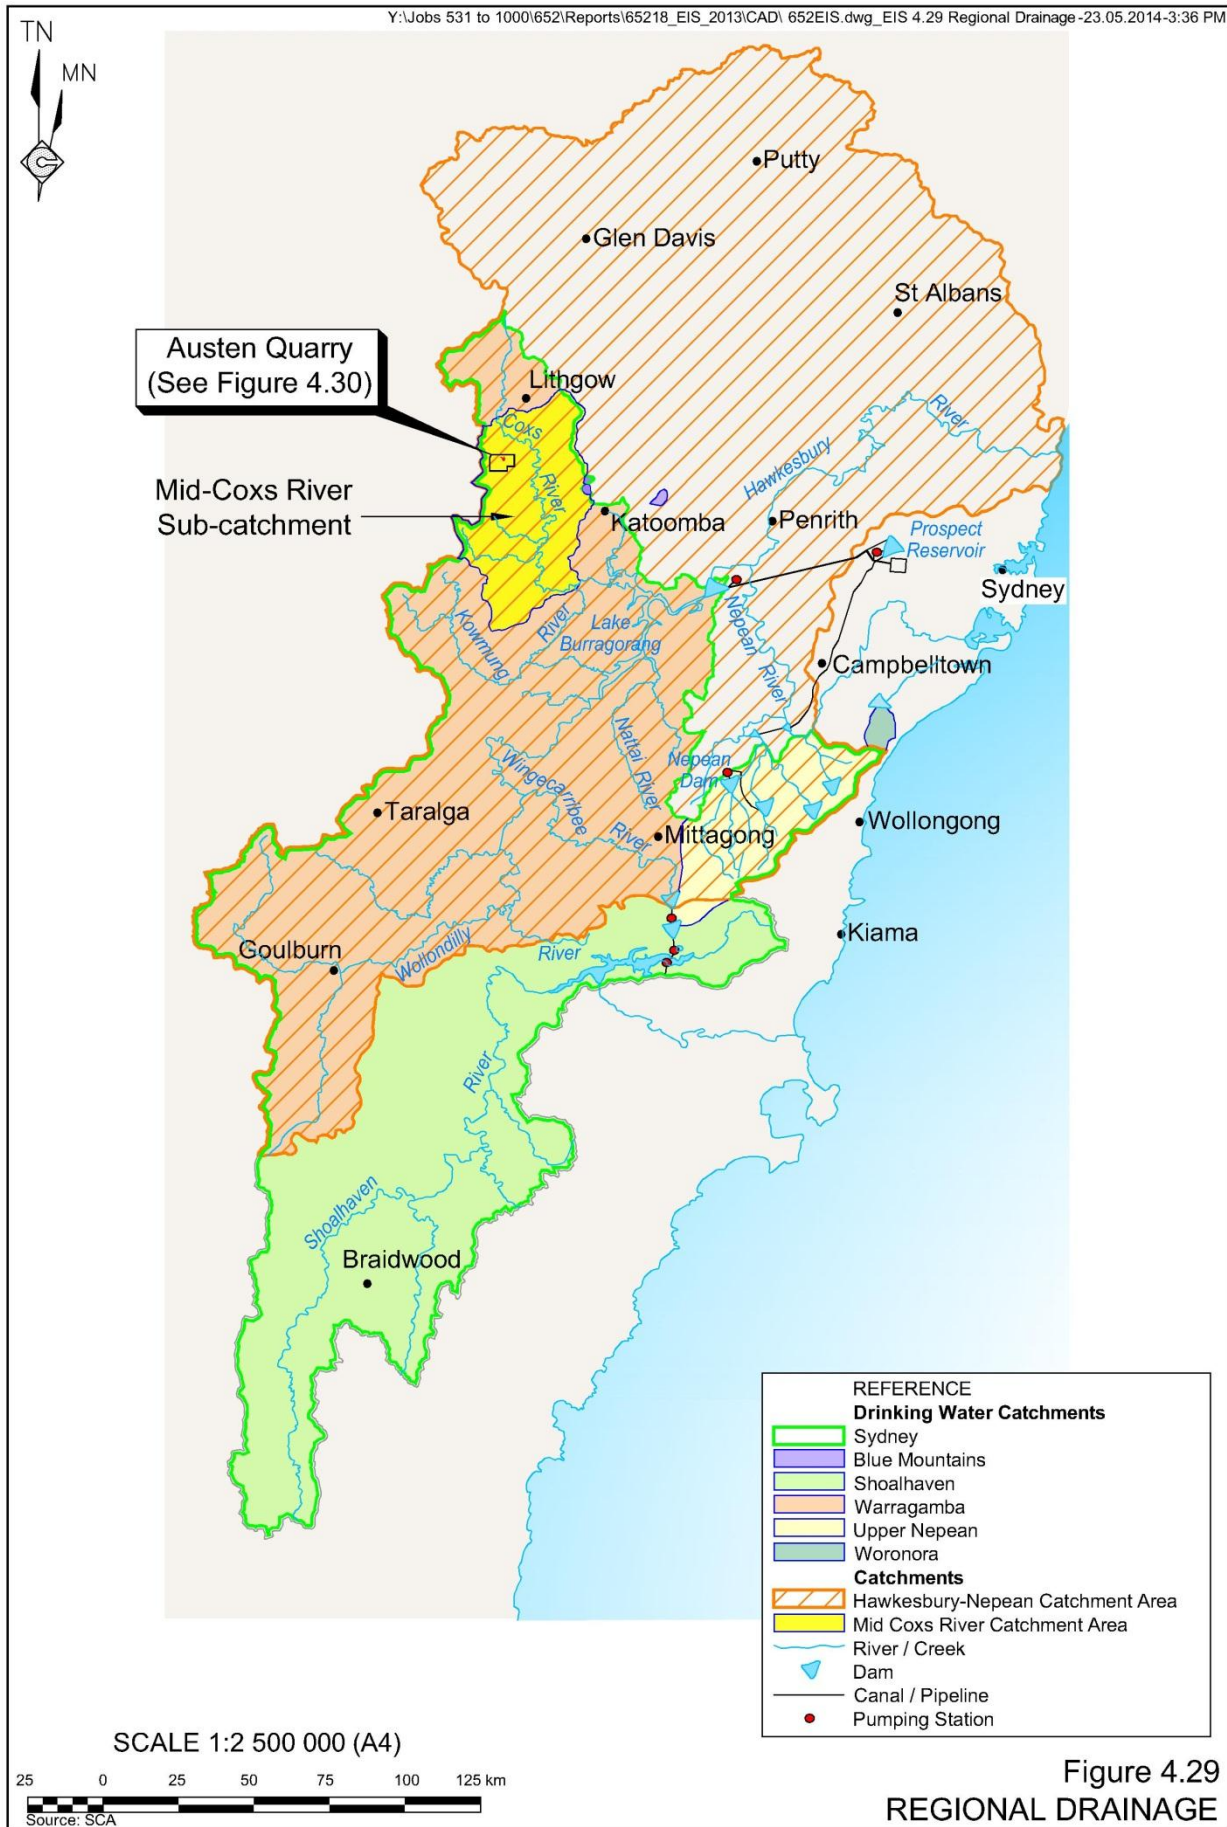 Y:\Jobs 531 to 1000\652\Reports\65218_EIS_2013\CAD\ 652EIS.dwg_EIS 4.29 Regional Drainage-23.05.2014-3:36 PM
TN
MN
Putty
Glen Davis
St Albans
Austen Quarry
(See Figure 4.30)
Lithgow
Coxs
River
Hawkesbury
River
Mid-Coxs River
Sub-catchment
Katoomba
Penrith
Prospect
Reservoir
Sydney
Kowmung
River
Lake
Burragorang
Nepean
River
Campbelltown
Nattai River
Wingecarribee
River
Nepean
Dam
Taralga
Mittagong
Wollongong
Kiama
Goulburn
Wollondilly
River
River
Shoalhaven
Braidwood
REFERENCE
Drinking Water Catchments
Sydney
Blue Mountains
Shoalhaven
Warragamba
Upper Nepean
Woronora
Catchments
Hawkesbury-Nepean Catchment Area
Mid Coxs River Catchment Area
River / Creek
Dam
Canal / Pipeline
Pumping Station
SCALE 1:2 500 000 (A4)
25 0 25 50 75 100 125 km
Source: SCA
Figure 4.29
REGIONAL DRAINAGE